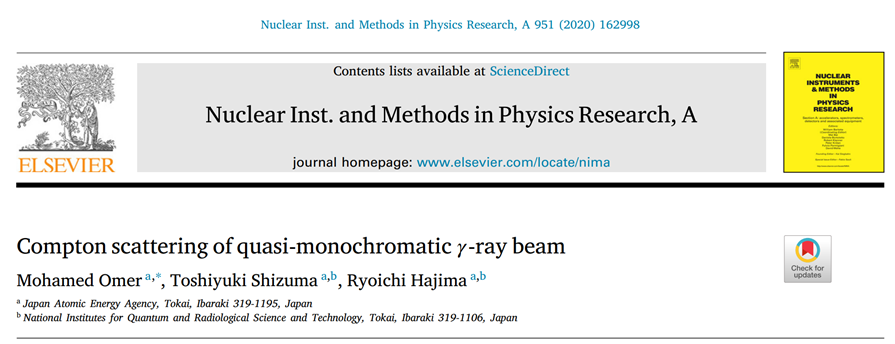 Nuclear Inst. and Methods in Physics Research, A 951 (2020) 162998
Contents lists available at ScienceDirect
Nuclear Inst. and Methods in Physics Research, A
journal homepage: www.elsevier.com/locate/nima
ELSEVIER
NUCLEAR
INSTRUMENTS
& METHODS
IN
PHYSICS
RESEARCH
Compton scattering of quasi-monochromatic γ-ray beam
Mohamed Omer a,*, Toshiyuki Shizuma a,b, Ryoichi Hajima a,b
a Japan Atomic Energy Agency, Tokai, Ibaraki 319-1195, Japan
b National Institutes for Quantum and Radiological Science and Technology, Tokai, Ibaraki 319-1106, Japan
Check for
updates